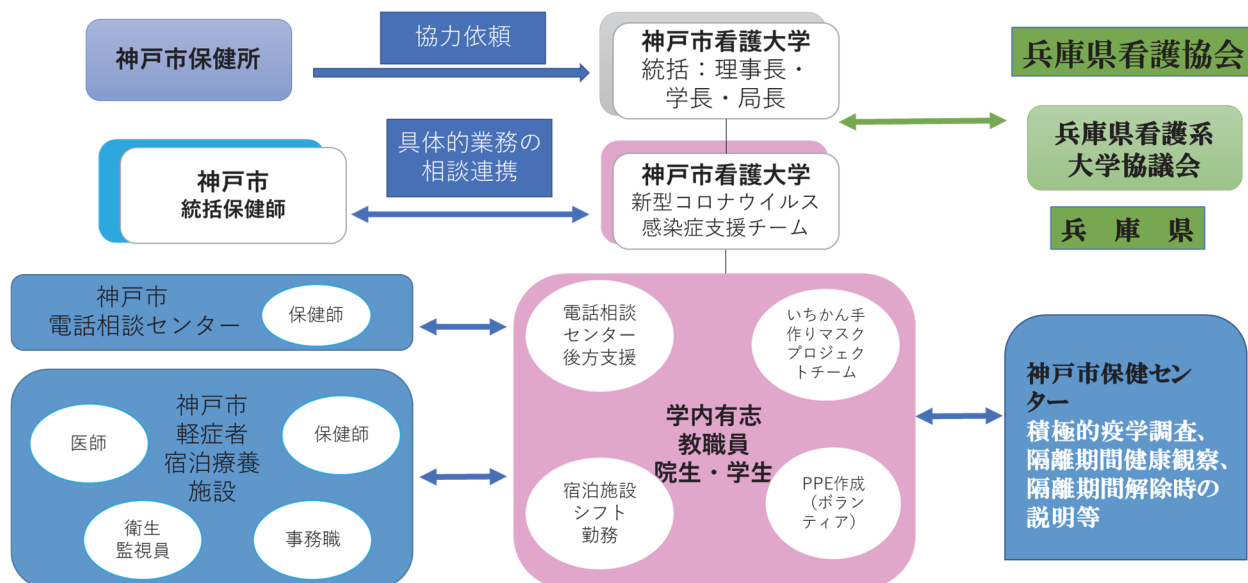 神戸市保健所
協力依頼
神戸市看護大学
統括：理事長・
学長・局長
兵庫県看護協会
兵庫県看護系
大学協議会
兵 庫 県
神戸市
統括保健師
具体的業務の
相談連携
神戸市看護大学
新型コロナウイルス
感染症支援チーム
神戸市
電話相談センター
保健師
神戸市
軽症者
宿泊療養
施設
医師
保健師
衛生
監視員
事務職
電話相談
センター
後方支援
いちかん手
作りマスク
プロジェク
トチーム
学内有志
教職員
院生・学生
宿泊施設
シフト
勤務
PPE作成
（ボラン
ティア）
神戸市保健セン
ター
積極的疫学調査、
隔離期間健康観察、
隔離期間解除時の
説明等